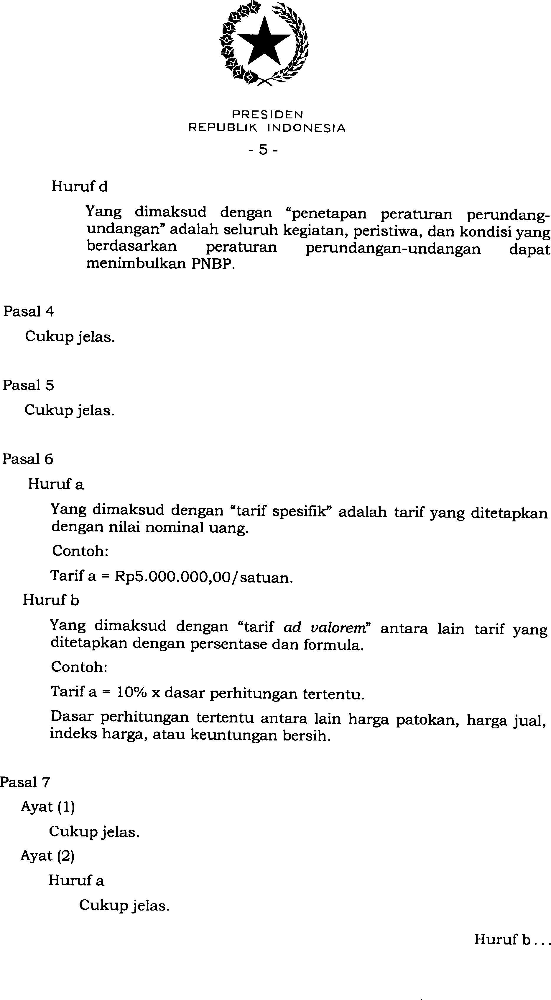 PRESIDEN
REPUBLIK INDONESIA
- 5 -
Huruf d
Yang dimaksud dengan “penetapan peraturan perundang-
undangan” adalah seluruh kegiatan, peristiwa, dan kondisi yang
berdasarkan peraturan perundangan-undangan dapat
menimbulkan PNBP.
Pasal 4
Cukup jelas.
Pasal 5
Cukup jelas.
Pasal 6
Huruf a
Yang dimaksud dengan “tarif spesifik” adalah tarif yang ditetapkan
dengan nilai nominal uang.
Contoh:
Tarif a = Rp5.000.000,00/satuan.
Huruf b
Yang dimaksud dengan “tarif ad valorem” antara lain tarif yang
ditetapkan dengan persentase dan formula.
Contoh:
Tarif a = 10% x dasar perhitungan tertentu.
Dasar perhitungan tertentu antara lain harga patokan, harga jual,
indeks harga, atau keuntungan bersih.
Pasal 7
Ayat (1)
Cukup jelas.
Ayat (2)
Huruf a
Cukup jelas.
Huruf b...